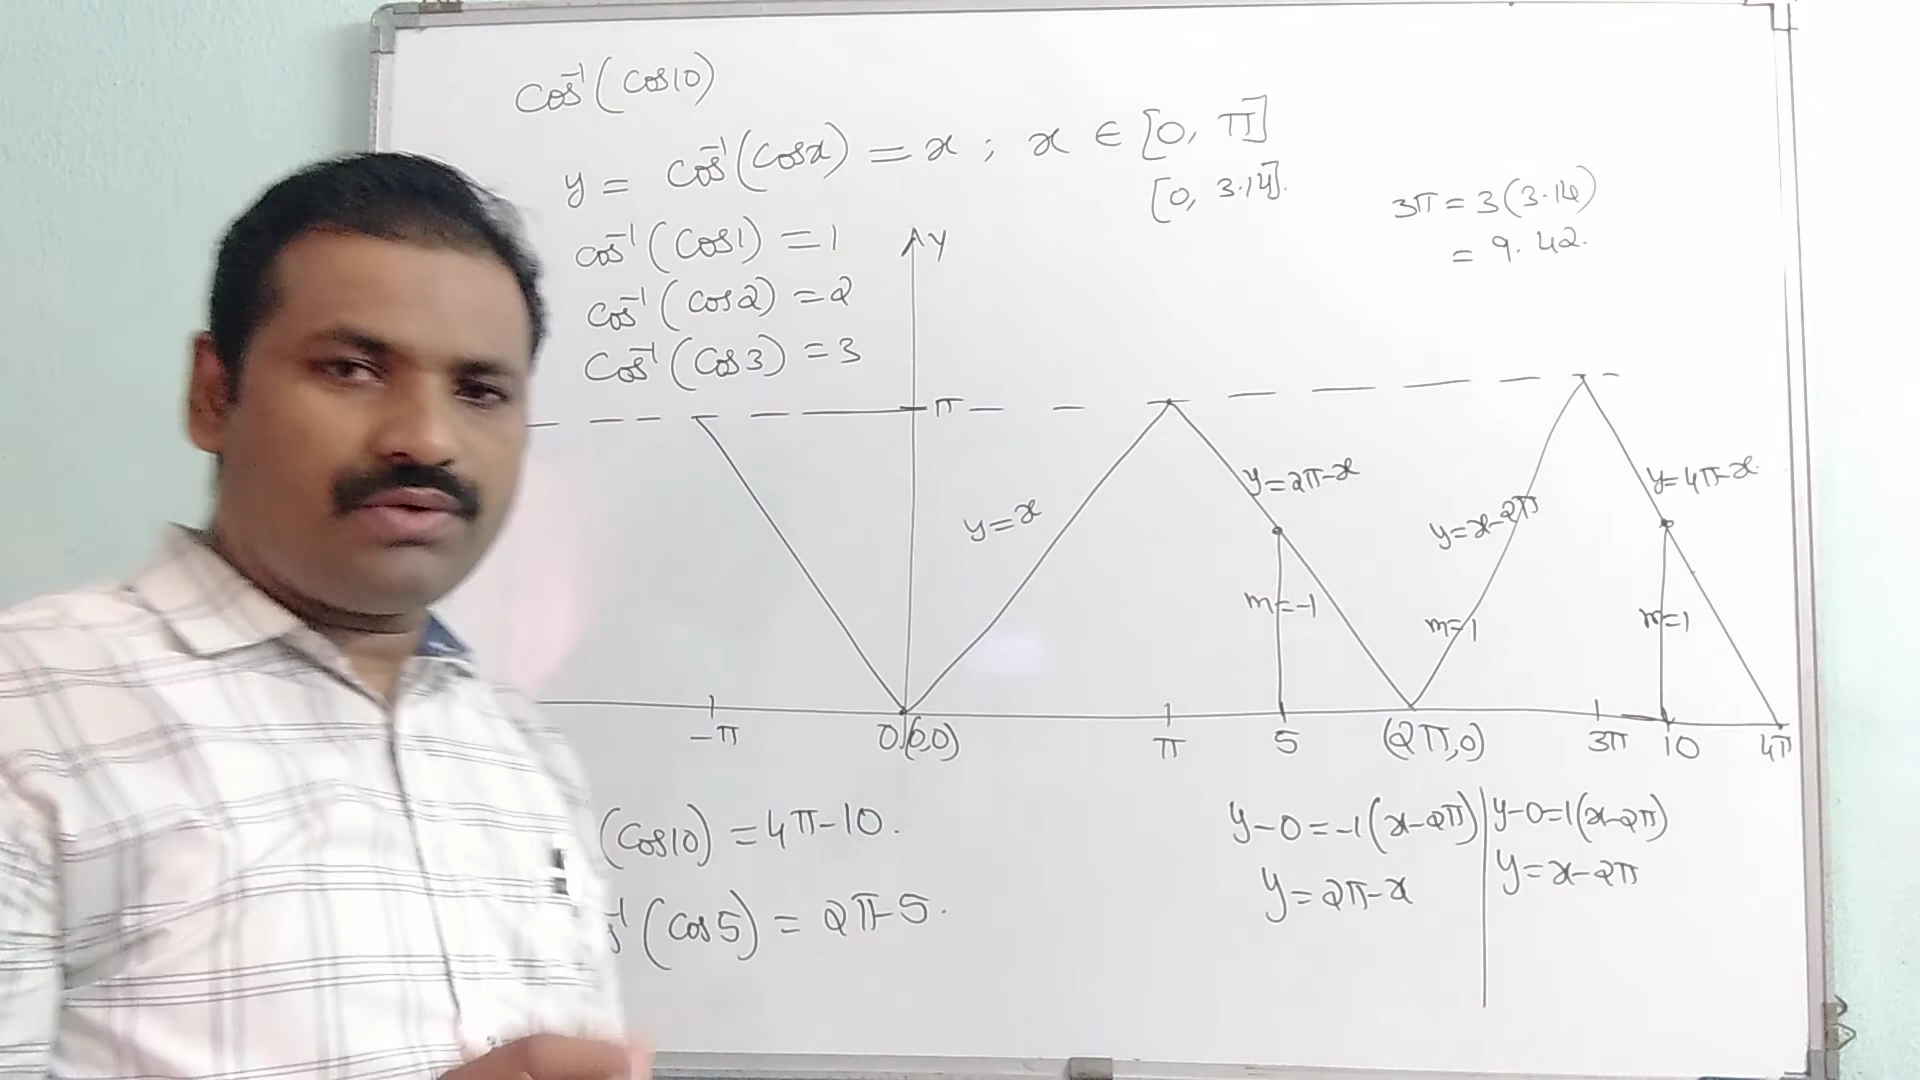 Cos⁻¹(Cos10)
y = Cos⁻¹(Cosx) = x ; x ∈ [0, π]
[0, 3.14].
3π = 3(3.14)
= 9.42.
Cos⁻¹(Cos1) = 1
Cos⁻¹(Cos2) = 2
Cos⁻¹(Cos3) = 3
y
π
y=x
y=2π-x
m=-1
y=x-2π
m=1
y=4π-x
m=1
-π
0(0,0)
π
5
(2π,0)
3π
10
4π
(Cos10) = 4π-10.
s⁻¹(Cos5) = 2π-5.
y-0=-1(x-2π)
y=2π-x
y-0=1(x-2π)
y=x-2π